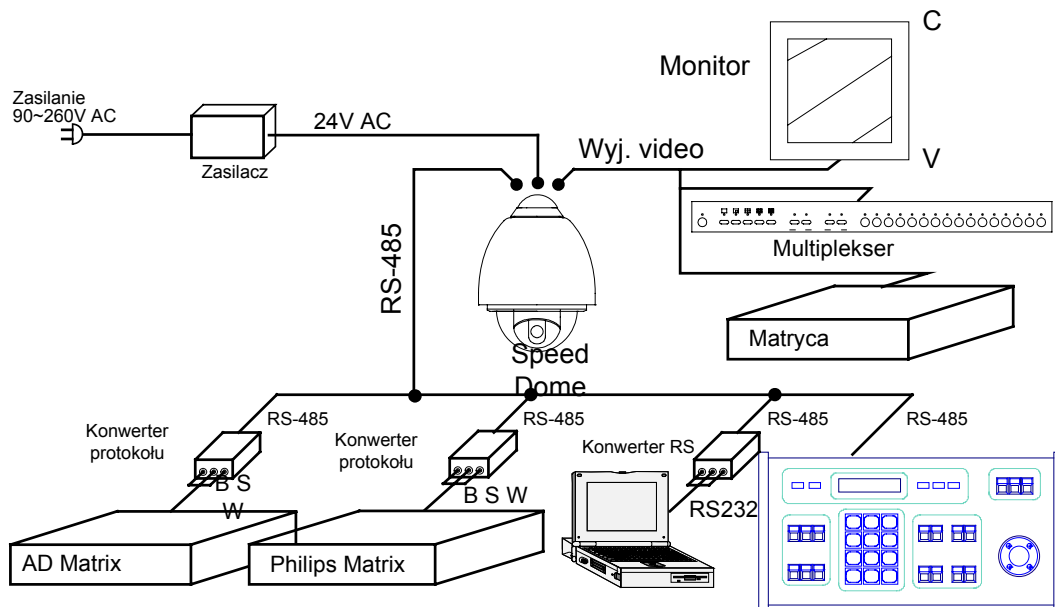 C
Monitor
Zasilanie
90~260V AC
24V AC
Wyj. video
V
Zasilacz
RS-485
Multiplekser
Matryca
Speed
Dome
RS-485
RS-485
RS-485
RS-485
Konwerter
protokołu
Konwerter
protokołu
Konwerter RS
B S
W
B S W
RS232
AD Matrix
Philips Matrix